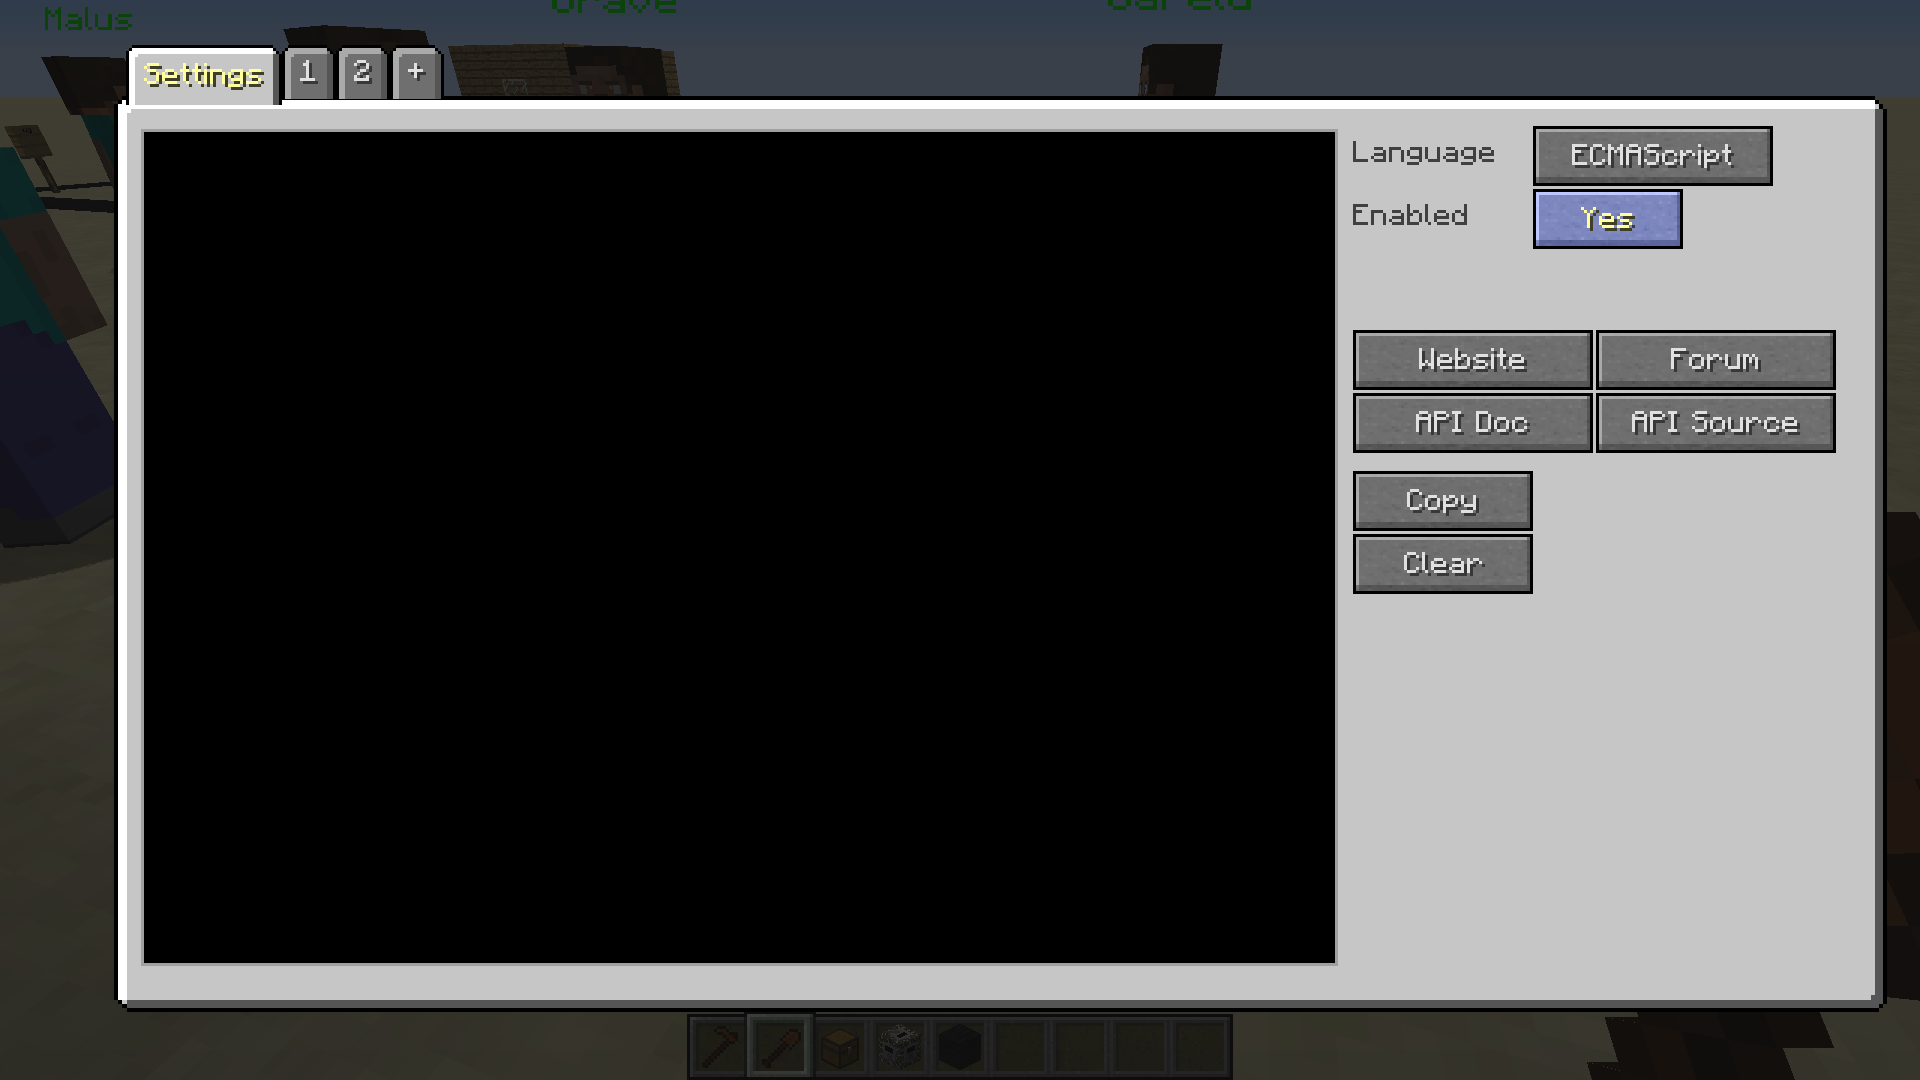 Malus
Settings
1
2
+
Language
ECMAScript
Enabled
Yes
Website
Forum
API Doc
API Source
Copy
Clear